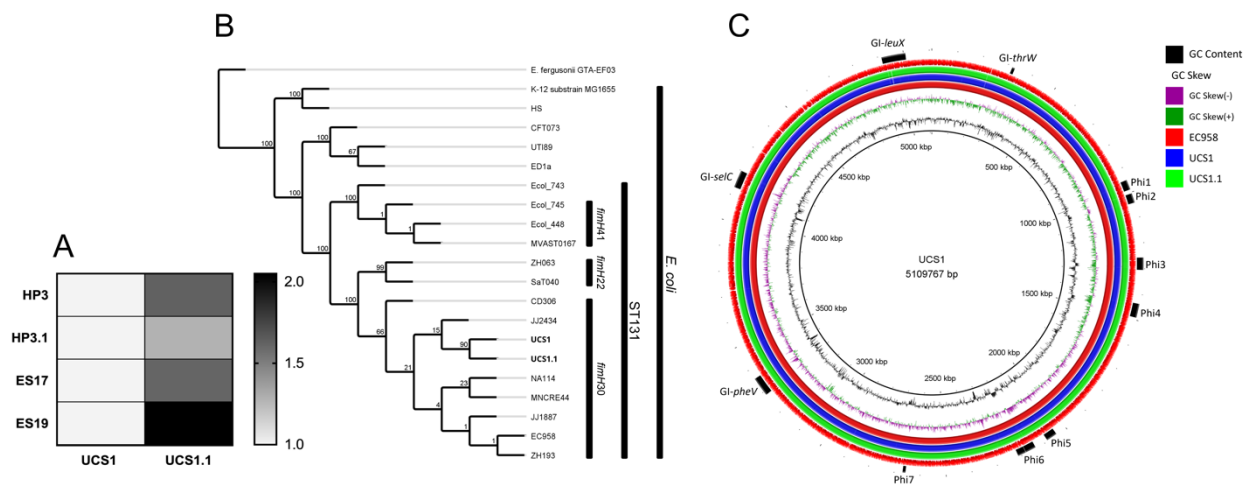 A
HP3
HP3.1
ES17
ES19
UCS1
UCS1.1
2.0
1.5
1.0
B
E. fergusonii GTA-EF03
K-12 substrain MG1655
HS
CFT073
UTI89
ED1a
Ecol_743
Ecol_745
Ecol_448
MVAST0167
ZH063
SaT040
CD306
JJ2434
UCS1
UCS1.1
NA114
MNCRE44
JJ1887
EC958
ZH193
100
100
100
67
100
100
100
1
1
99
100
66
15
90
21
23
4
1
1
fimH41
fimH22
fimH30
ST131
E. coli
C
GI-leuX
GI-thrW
Phi1
Phi2
Phi3
Phi4
Phi5
Phi6
Phi7
GI-pheV
GI-selC
5000 kbp
500 kbp
1000 kbp
1500 kbp
2000 kbp
2500 kbp
3000 kbp
3500 kbp
4000 kbp
4500 kbp
UCS1
5109767 bp
GC Content
GC Skew
GC Skew(-)
GC Skew(+)
EC958
UCS1
UCS1.1